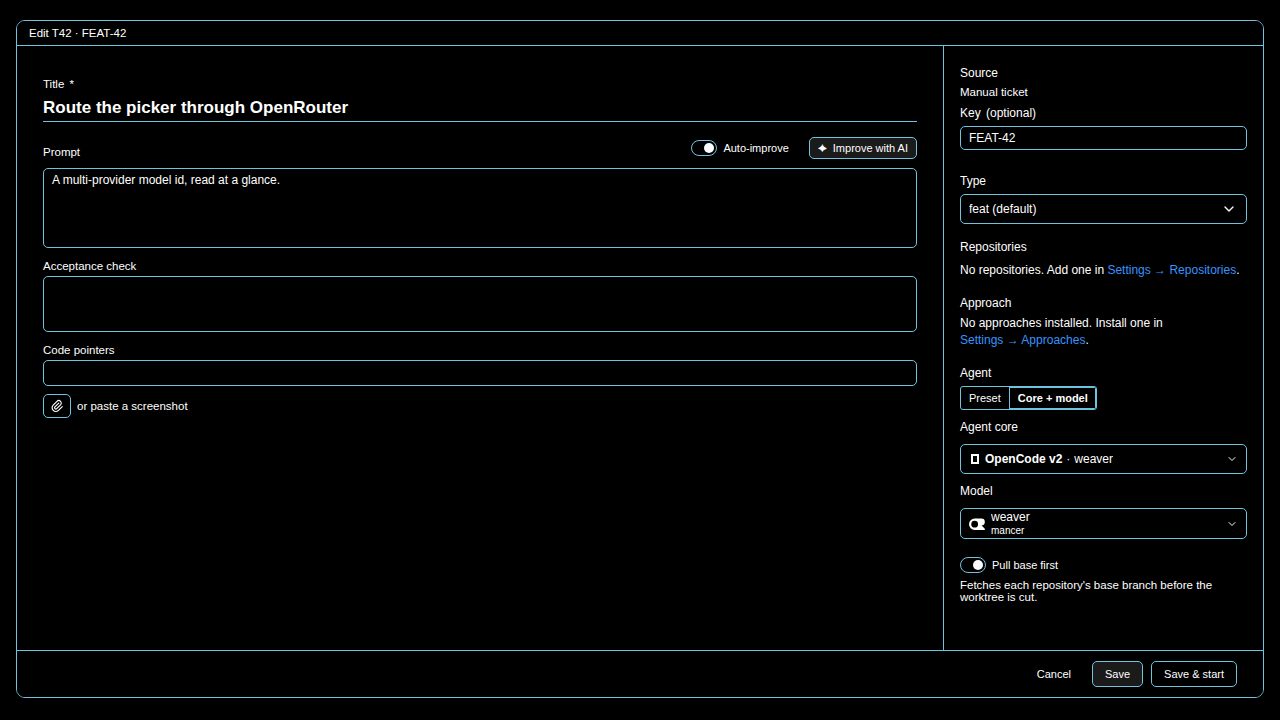 Edit T42 · FEAT-42
Title *
Route the picker through OpenRouter
Prompt
Auto-improve
Improve with AI
A multi-provider model id, read at a glance.
Acceptance check
Code pointers
or paste a screenshot
Source
Manual ticket
Key (optional)
FEAT-42
Type
feat (default)
Repositories
No repositories. Add one in Settings → Repositories.
Approach
No approaches installed. Install one in
Settings → Approaches.
Agent
Preset
Core + model
Agent core
OpenCode v2 · weaver
Model
weaver
mancer
Pull base first
Fetches each repository's base branch before the
worktree is cut.
Cancel
Save
Save & start